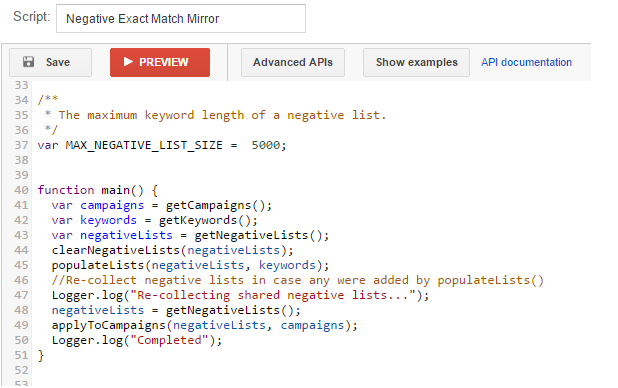 Script: Negative Exact Match Mirror
Save PREVIEW Advanced APIs Show examples API documentation
33
34 /**
35  * The maximum keyword length of a negative list.
36  */
37 var MAX_NEGATIVE_LIST_SIZE =  5000;
38
39
40 function main() {
41   var campaigns = getCampaigns();
42   var keywords = getKeywords();
43   var negativeLists = getNegativeLists();
44   clearNegativeLists(negativeLists);
45   populateLists(negativeLists, keywords);
46   //Re-collect negative lists in case any were added by populateLists()
47   Logger.log("Re-collecting shared negative lists...");
48   negativeLists = getNegativeLists();
49   applyToCampaigns(negativeLists, campaigns);
50   Logger.log("Completed");
51 }
52
53